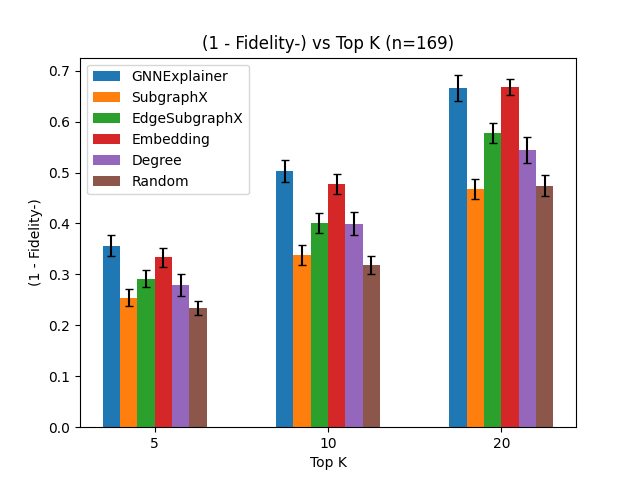 (1 - Fidelity-) vs Top K (n=169)
GNNExplainer
SubgraphX
EdgeSubgraphX
Embedding
Degree
Random
(1 - Fidelity-)
0.7
0.6
0.5
0.4
0.3
0.2
0.1
0.0
5 10 20
Top K